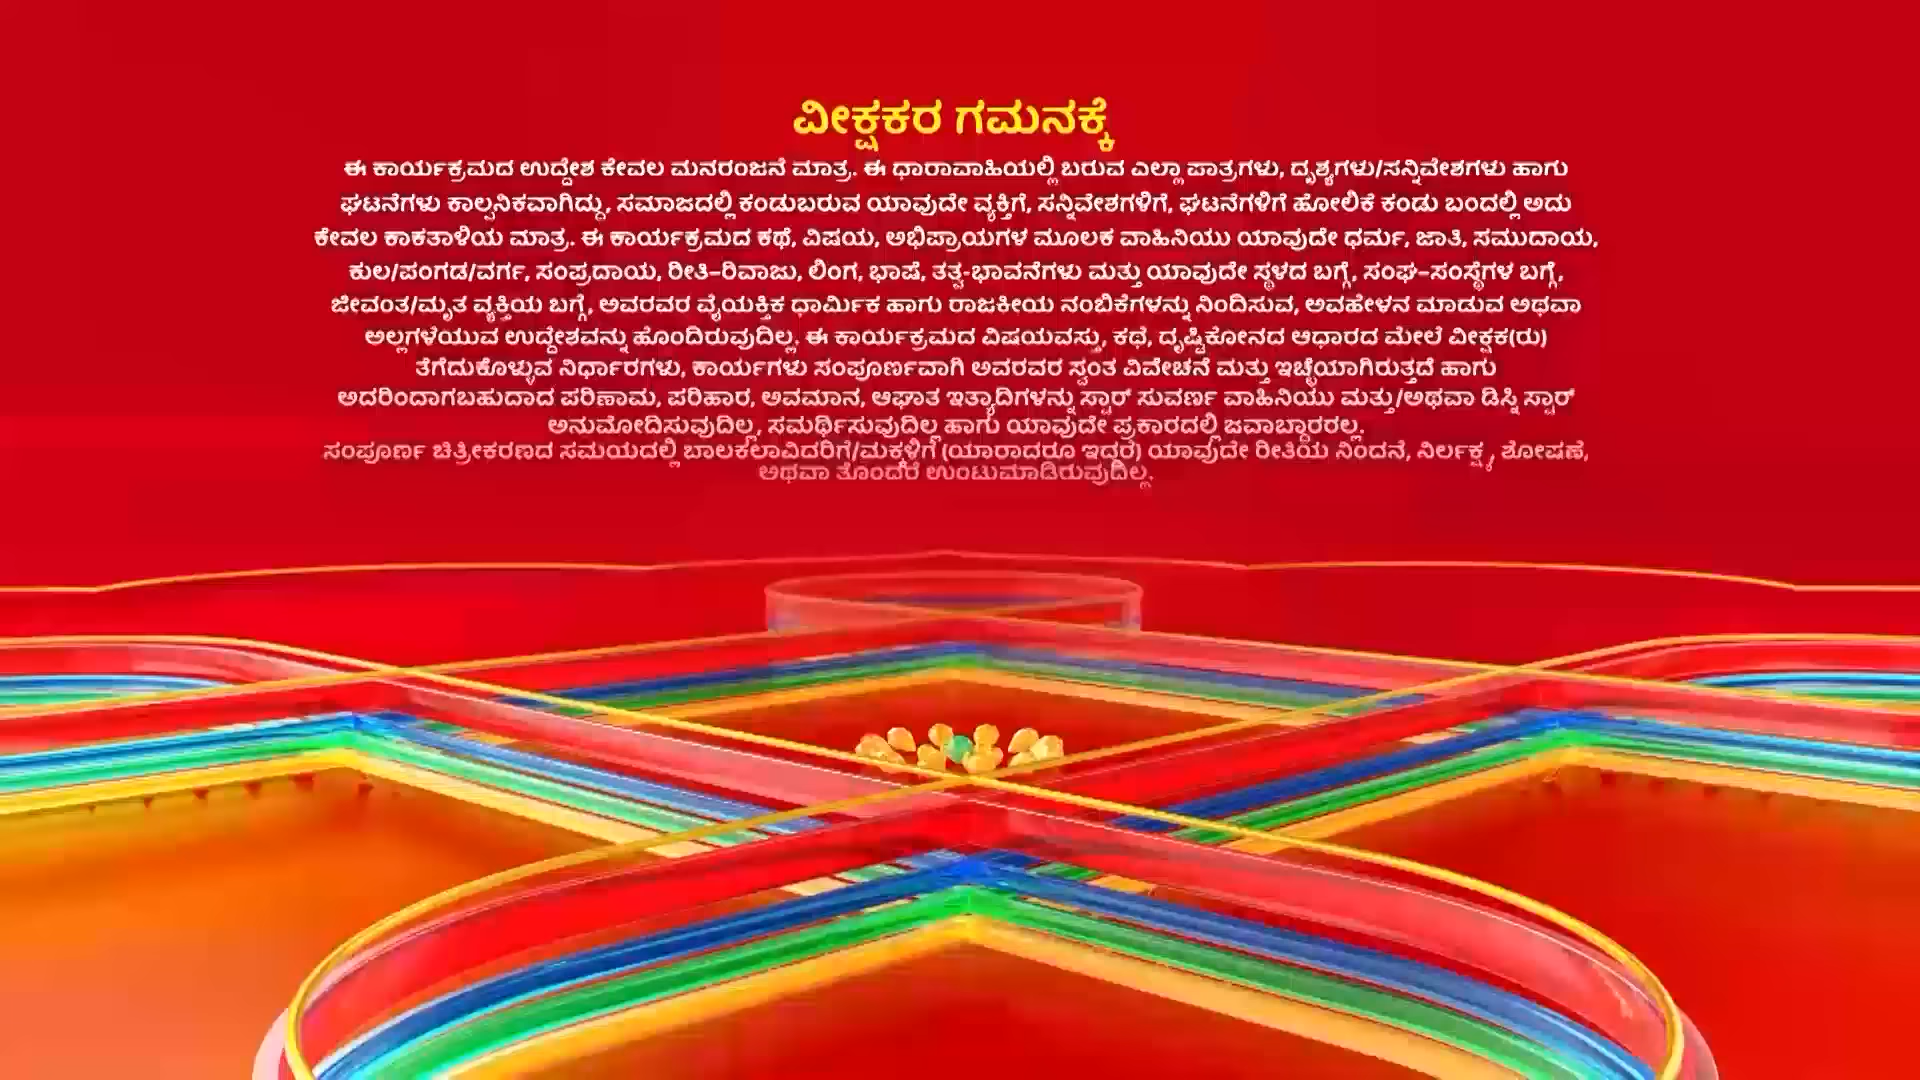 ವೀಕ್ಷಕರ ಗಮನಕ್ಕೆ
ಈ ಕಾರ್ಯಕ್ರಮದ ಉದ್ದೇಶ ಕೇವಲ ಮನರಂಜನೆ ಮಾತ್ರ. ಈ ಧಾರಾವಾಹಿಯಲ್ಲಿ ಬರುವ ಎಲ್ಲಾ ಪಾತ್ರಗಳು, ದೃಶ್ಯಗಳು/ಸನ್ನಿವೇಶಗಳು ಹಾಗು
ಘಟನೆಗಳು ಕಾಲ್ಪನಿಕವಾಗಿದ್ದು, ಸಮಾಜದಲ್ಲಿ ಕಂಡುಬರುವ ಯಾವುದೇ ವ್ಯಕ್ತಿಗೆ, ಸನ್ನಿವೇಶಗಳಿಗೆ, ಘಟನೆಗಳಿಗೆ ಹೋಲಿಕೆ ಕಂಡು ಬಂದಲ್ಲಿ ಅದು
ಕೇವಲ ಕಾಕತಾಳಿಯ ಮಾತ್ರ. ಈ ಕಾರ್ಯಕ್ರಮದ ಕಥೆ, ವಿಷಯ, ಅಭಿಪ್ರಾಯಗಳ ಮೂಲಕ ವಾಹಿನಿಯು ಯಾವುದೇ ಧರ್ಮ, ಜಾತಿ, ಸಮುದಾಯ,
ಕುಲ/ಪಂಗಡ/ವರ್ಗ, ಸಂಪ್ರದಾಯ, ರೀತಿ-ರಿವಾಜು, ಲಿಂಗ, ಭಾಷೆ, ತತ್ವ-ಭಾವನೆಗಳು ಮತ್ತು ಯಾವುದೇ ಸ್ಥಳದ ಬಗ್ಗೆ, ಸಂಘ-ಸಂಸ್ಥೆಗಳ ಬಗ್ಗೆ,
ಜೀವಂತ/ಮೃತ ವ್ಯಕ್ತಿಯ ಬಗ್ಗೆ, ಅವರವರ ವೈಯಕ್ತಿಕ ಧಾರ್ಮಿಕ ಹಾಗು ರಾಜಕೀಯ ನಂಬಿಕೆಗಳನ್ನು ನಿಂದಿಸುವ, ಅವಹೇಳನ ಮಾಡುವ ಅಥವಾ
ಅಲ್ಲಗಳೆಯುವ ಉದ್ದೇಶವನ್ನು ಹೊಂದಿರುವುದಿಲ್ಲ. ಈ ಕಾರ್ಯಕ್ರಮದ ವಿಷಯವಸ್ತು, ಕಥೆ, ದೃಷ್ಟಿಕೋನದ ಆಧಾರದ ಮೇಲೆ ವೀಕ್ಷಕ(ರು)
ತೆಗೆದುಕೊಳ್ಳುವ ನಿರ್ಧಾರಗಳು, ಕಾರ್ಯಗಳು ಸಂಪೂರ್ಣವಾಗಿ ಅವರವರ ಸ್ವಂತ ವಿವೇಚನೆ ಮತ್ತು ಇಚ್ಛೆಯಾಗಿರುತ್ತದೆ ಹಾಗು
ಅದರಿಂದಾಗಬಹುದಾದ ಪರಿಣಾಮ, ಪರಿಹಾರ, ಅವಮಾನ, ಆಘಾತ ಇತ್ಯಾದಿಗಳನ್ನು ಸ್ಟಾರ್ ಸುವರ್ಣ ವಾಹಿನಿಯು ಮತ್ತು/ಅಥವಾ ಡಿಸ್ನಿ ಸ್ಟಾರ್
ಅನುಮೋದಿಸುವುದಿಲ್ಲ, ಸಮರ್ಥಿಸುವುದಿಲ್ಲ ಹಾಗು ಯಾವುದೇ ಪ್ರಕಾರದಲ್ಲಿ ಜವಾಬ್ದಾರರಲ್ಲ.
ಸಂಪೂರ್ಣ ಚಿತ್ರೀಕರಣದ ಸಮಯದಲ್ಲಿ ಬಾಲಕಲಾವಿದರಿಗೆ/ಮಕ್ಕಳಿಗೆ (ಯಾರಾದರೂ ಇದ್ದರೆ) ಯಾವುದೇ ರೀತಿಯ ನಿಂದನೆ, ನಿರ್ಲಕ್ಷ್ಯ, ಶೋಷಣೆ,
ಅಥವಾ ತೊಂದರೆ ಉಂಟುಮಾಡಿರುವುದಿಲ್ಲ.